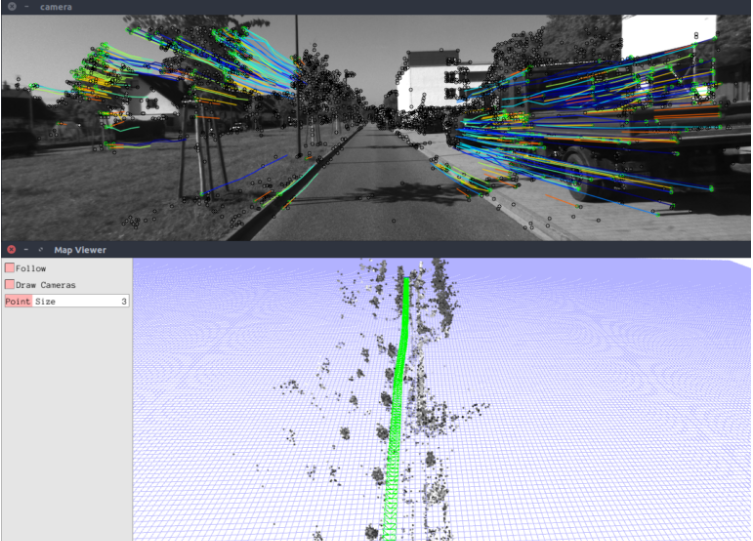 camera
Map Viewer
Follow
Draw Cameras
Point Size 3